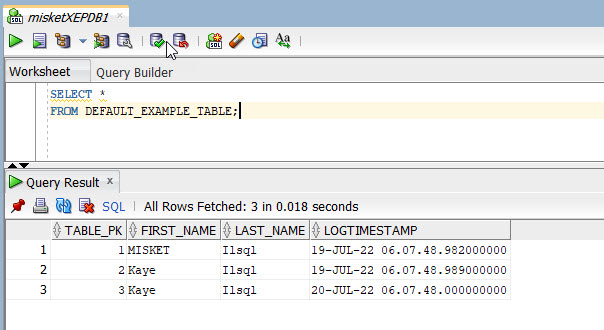 misketXEPDB1
SQL
Aa
Worksheet Query Builder
SELECT *
FROM DEFAULT_EXAMPLE_TABLE;
Query Result x
SQL All Rows Fetched: 3 in 0.018 seconds
TABLE_PK FIRST_NAME LAST_NAME LOGTIMESTAMP
1 1 MISKET Ilsql 19-JUL-22 06.07.48.982000000
2 2 Kaye Ilsql 19-JUL-22 06.07.48.989000000
3 3 Kaye Ilsql 20-JUL-22 06.07.48.000000000